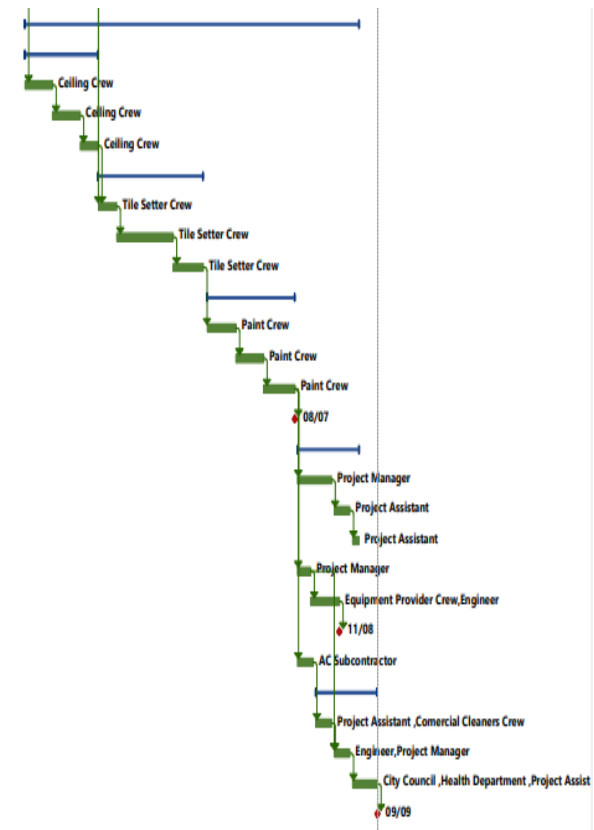 Ceiling Crew
Ceiling Crew
Ceiling Crew
Tile Setter Crew
Tile Setter Crew
Tile Setter Crew
Paint Crew
Paint Crew
Paint Crew
08/07
Project Manager
Project Assistant
Project Assistant
Project Manager
Equipment Provider Crew,Engineer
11/08
AC Subcontractor
Project Assistant ,Comercial Cleaners Crew
Engineer,Project Manager
City Council ,Health Department ,Project Assist
09/09